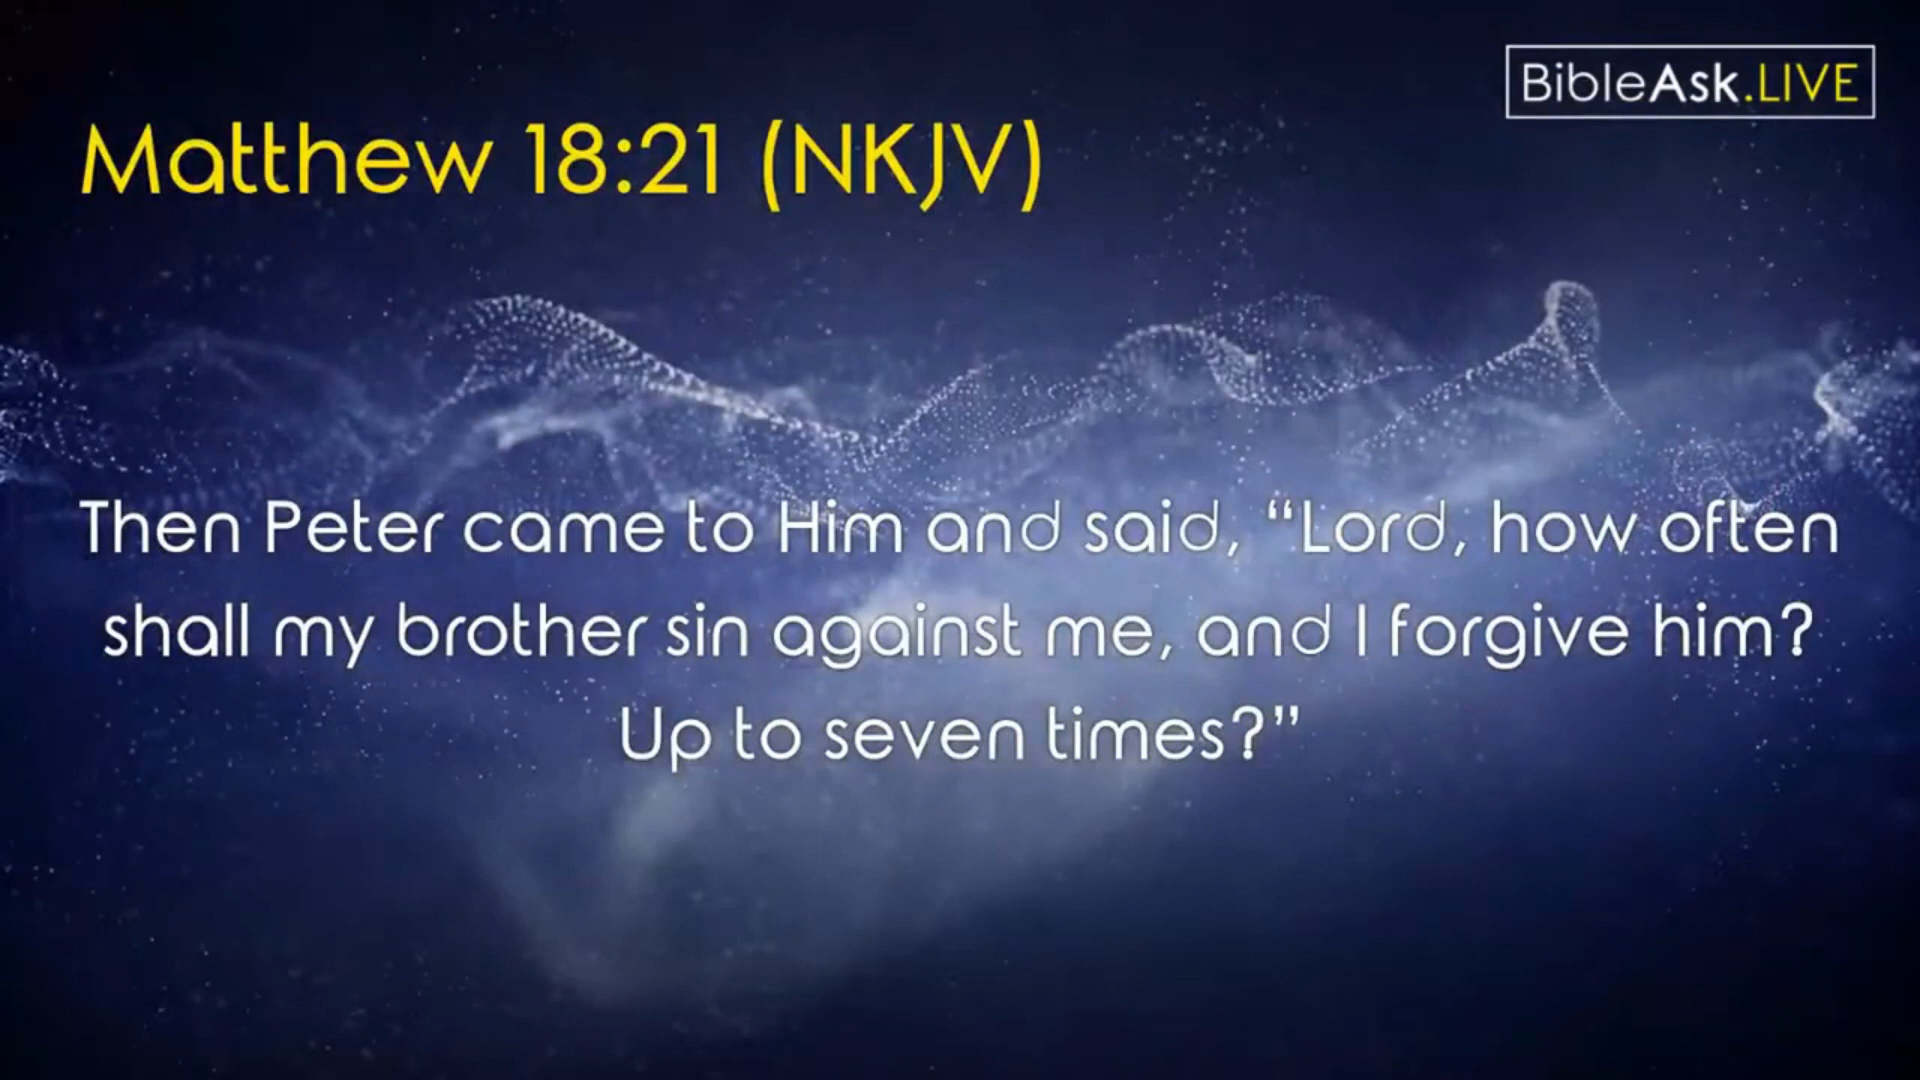 BibleAsk.LIVE
Matthew 18:21 (NKJV)
Then Peter came to Him and said, “Lord, how often
shall my brother sin against me, and I forgive him?
Up to seven times?”